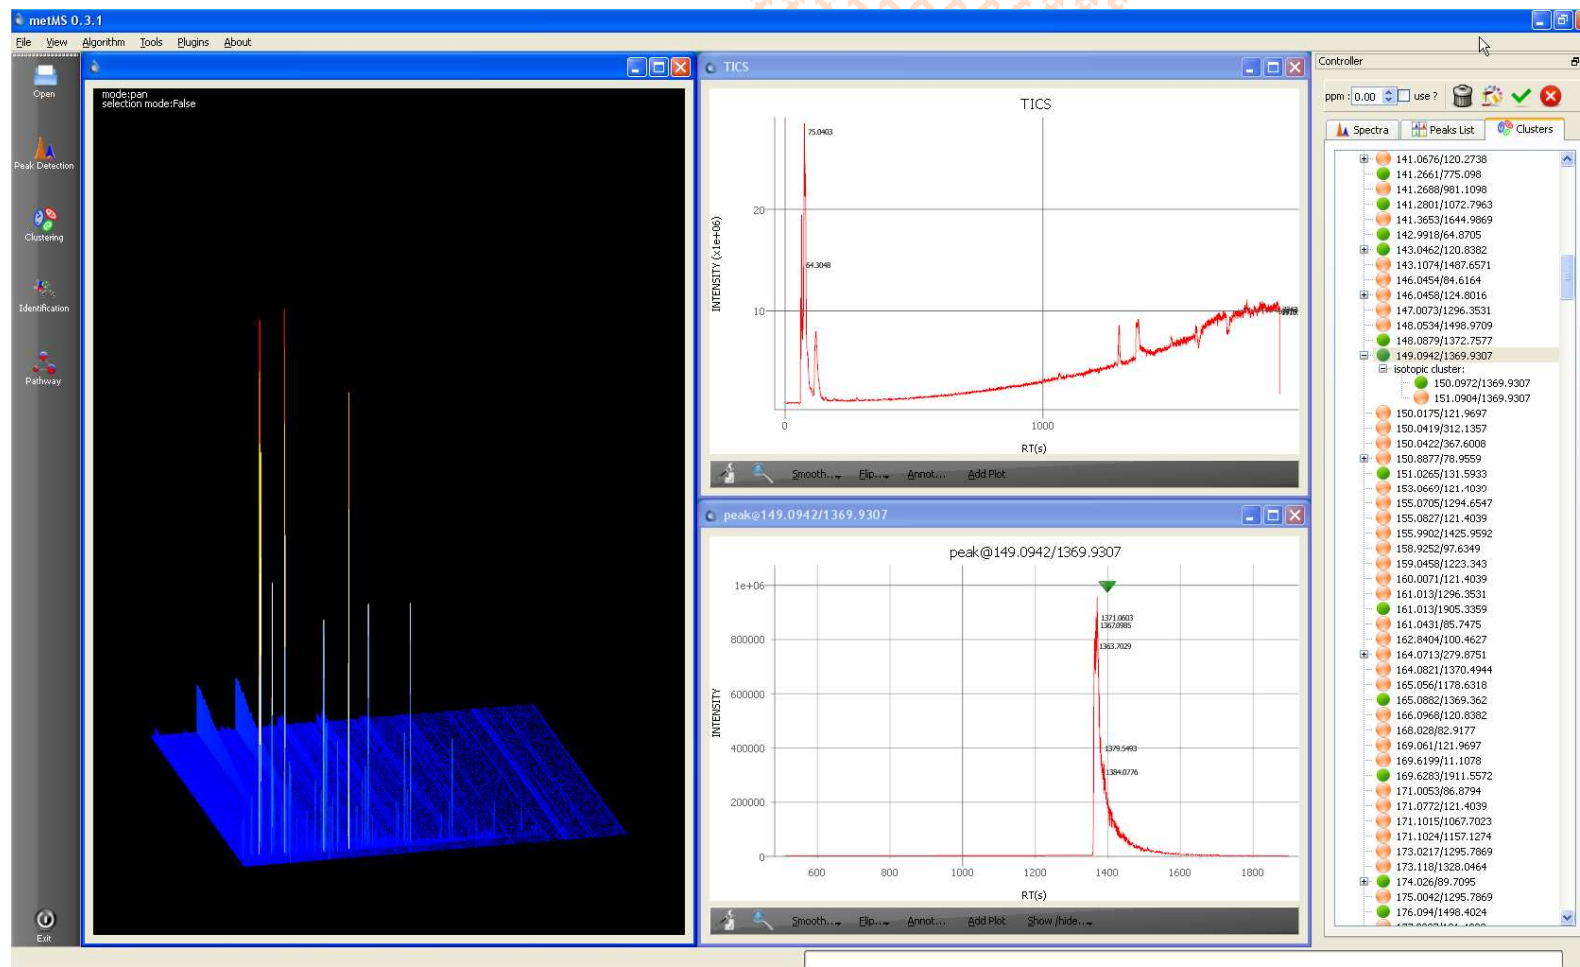 metMS 0.3.1
File View Algorithm Tools Plugins About
Open
Peak Detection
Clustering
Identification
Pathway
Exit
mode:pan
selection mode:False
TICS
TICS
75.0403
64.3048
20
10
INTENSITY (x1e+06)
0
1000
RT(s)
Smooth... Flip... Annot... Add Plot
peak@149.0942/1369.9307
peak@149.0942/1369.9307
1e+06
800000
600000
400000
200000
0
INTENSITY
1371.0603
1367.0985
1363.7029
1379.5493
1384.0776
600 800 1000 1200 1400 1600 1800
RT(s)
Smooth... Flip... Annot... Add Plot Show /hide...
Controller
ppm : 0.00 use ?
Spectra Peaks List Clusters
141.0676/120.2738
141.2661/775.098
141.2688/981.1098
141.2801/1072.7963
141.3653/1644.9869
142.9918/64.8705
143.0462/120.8382
143.1074/1487.6571
146.0454/84.6164
146.0458/124.8016
147.0073/1296.3531
148.0534/1498.9709
148.0879/1372.7577
149.0942/1369.9307
isotopic cluster:
150.0972/1369.9307
151.0904/1369.9307
150.0175/121.9697
150.0419/312.1357
150.0422/367.6008
150.8877/78.9559
151.0265/131.5933
153.0669/121.4039
155.0705/1294.6547
155.0827/121.4039
155.9902/1425.9592
158.9252/97.6349
159.0458/1223.343
160.0071/121.4039
161.013/1296.3531
161.013/1905.3359
161.0431/85.7475
162.8404/100.4627
164.0713/279.8751
164.0821/1370.4944
165.056/1178.6318
165.0882/1369.362
166.0968/120.8382
168.028/82.9177
169.061/121.9697
169.6199/11.1078
169.6283/1911.5572
171.0053/86.8794
171.0772/121.4039
171.1015/1067.7023
171.1024/1157.1274
173.0217/1295.7869
173.118/1328.0464
174.026/89.7095
175.0042/1295.7869
176.094/1498.4024